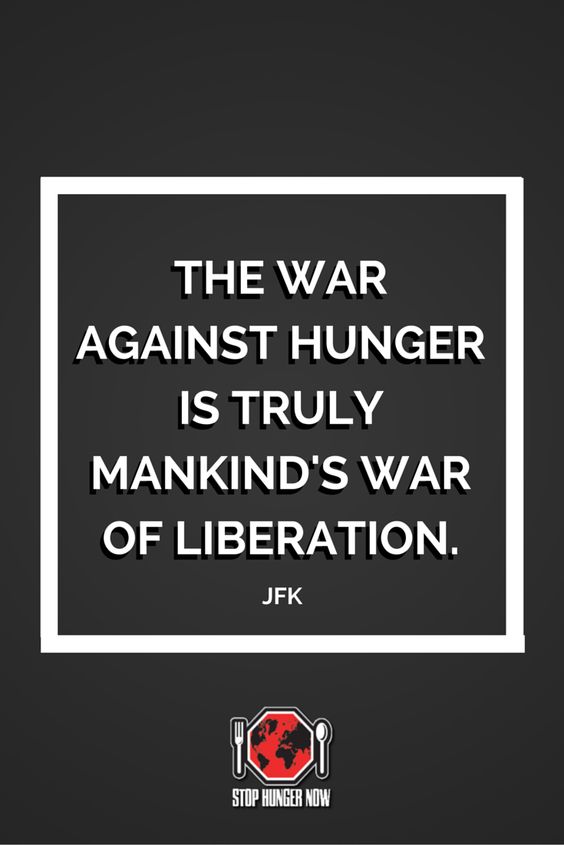 THE WAR
AGAINST HUNGER
IS TRULY
MANKIND'S WAR
OF LIBERATION.
JFK
STOP HUNGER NOW